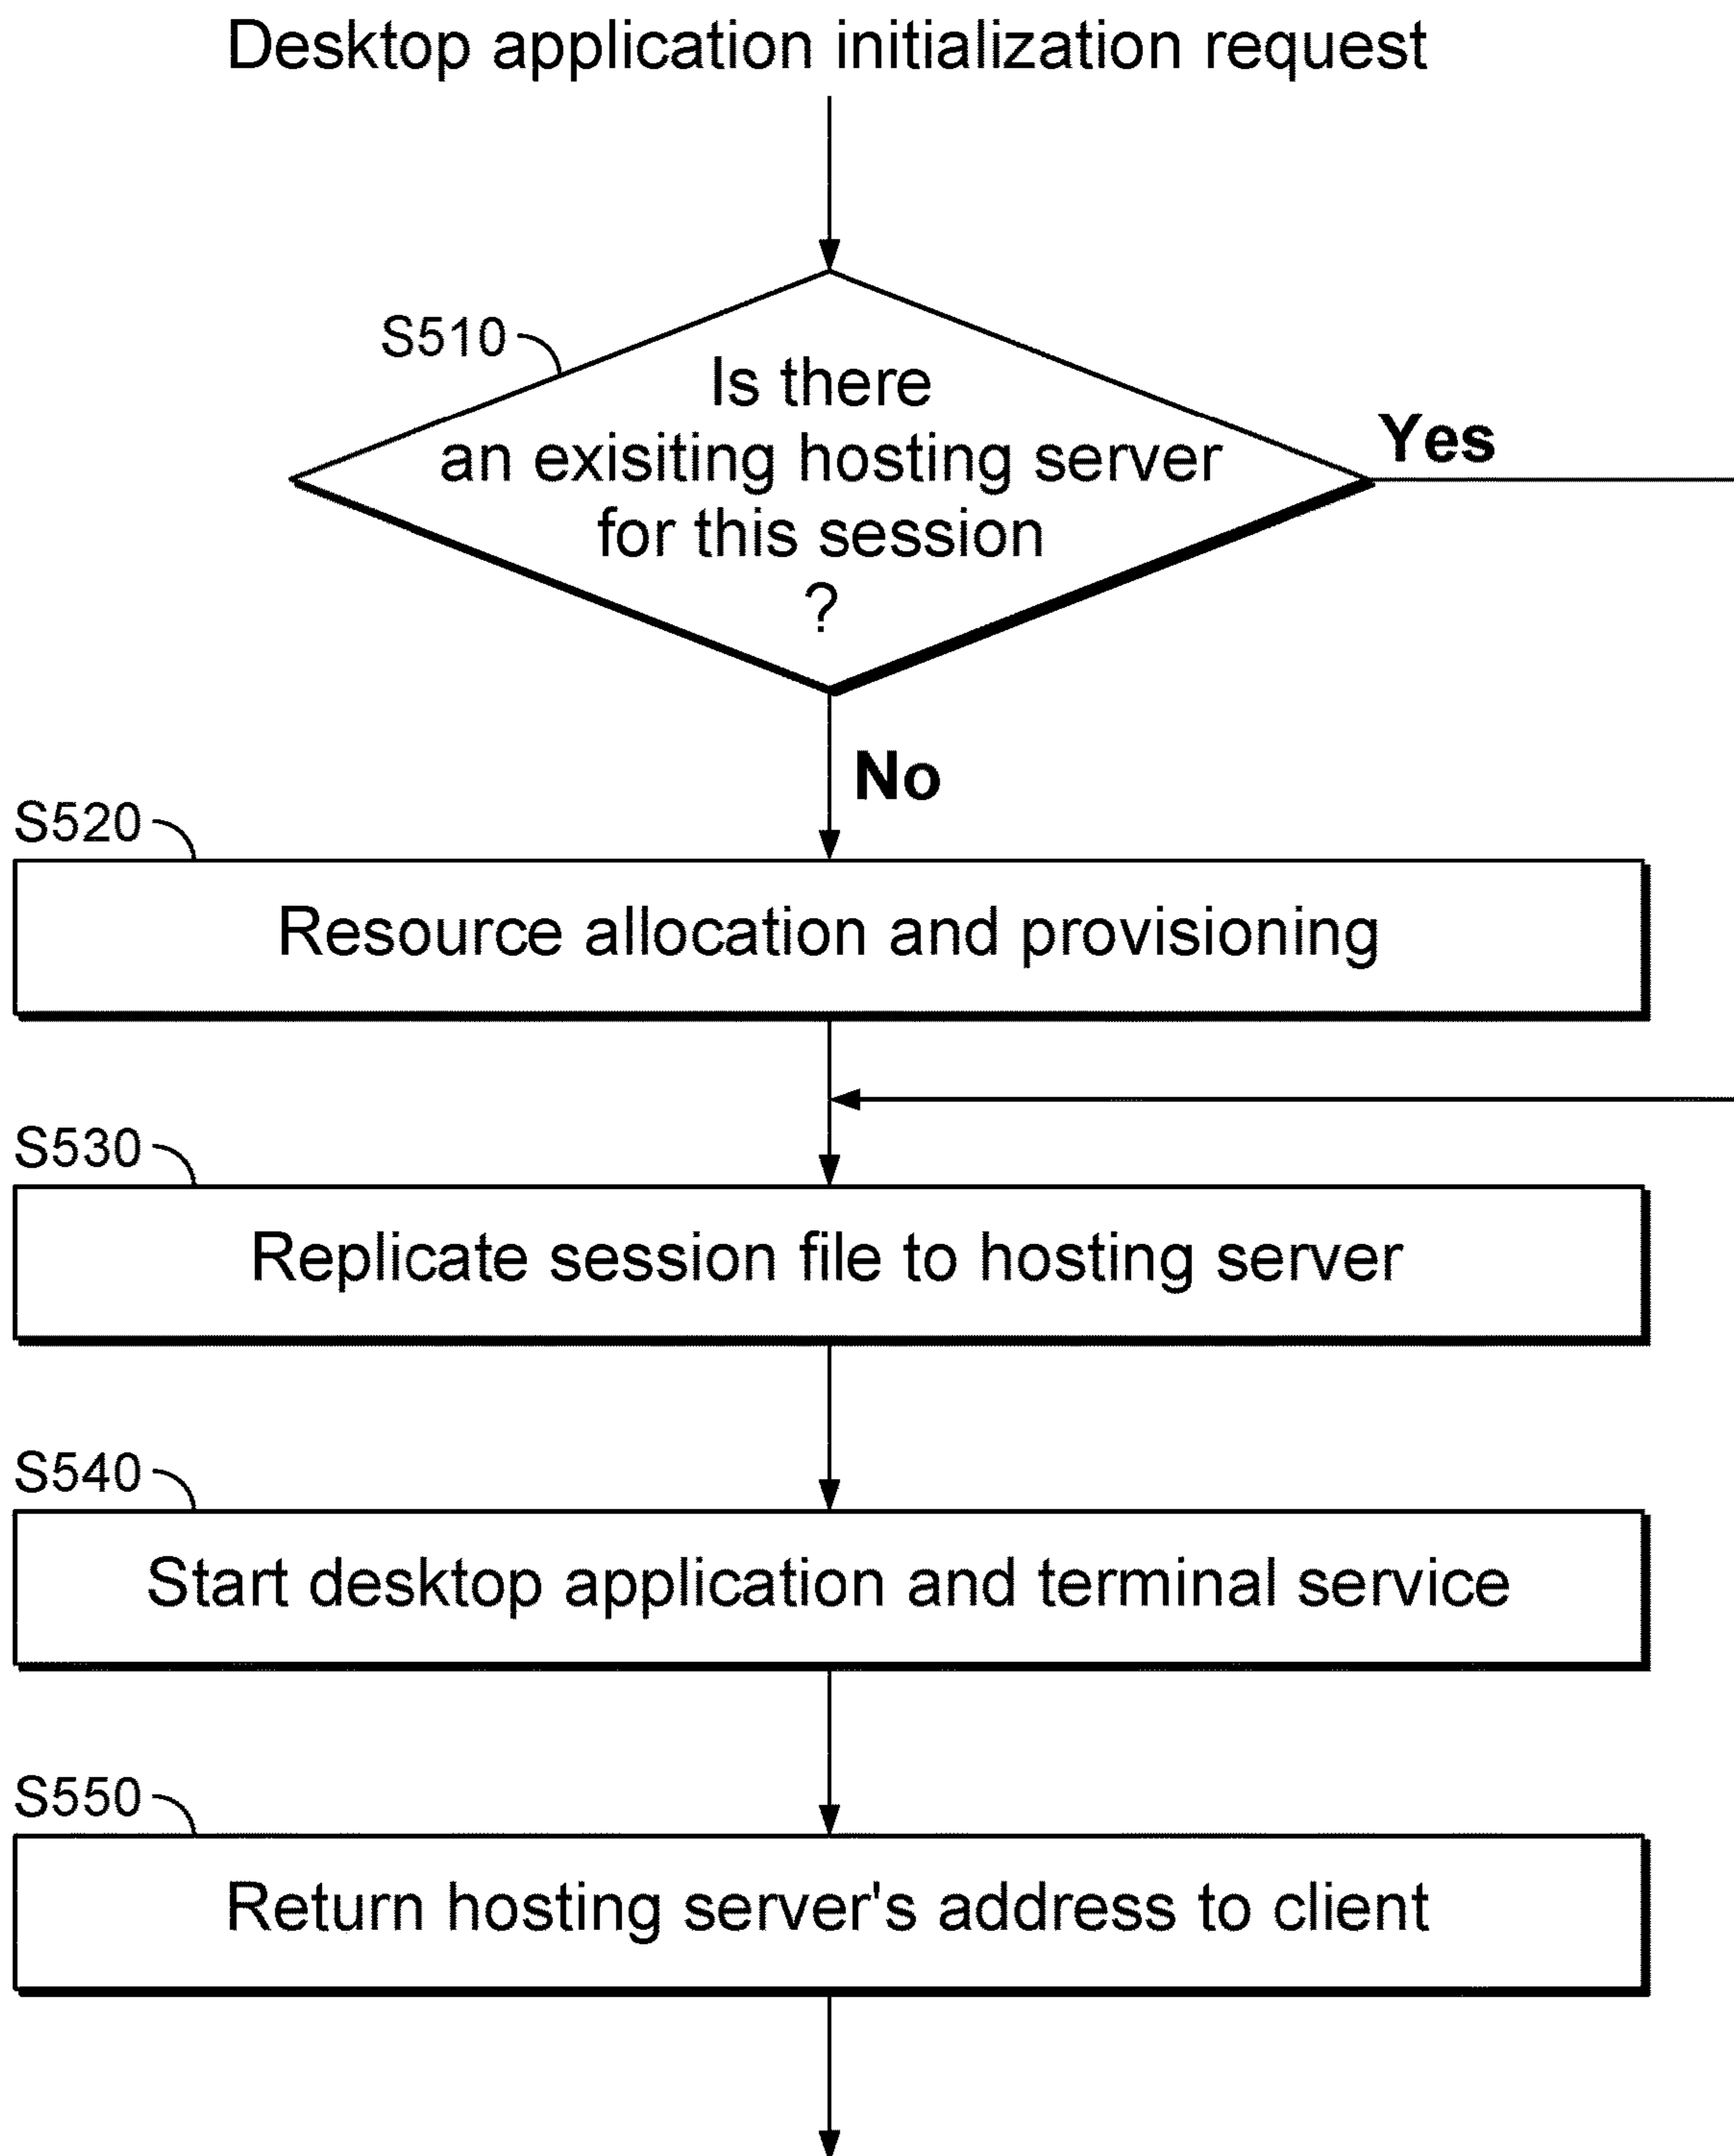 Desktop application initialization request
S510
Is there
an exisiting hosting server
for this session
?
Yes
No
S520
Resource allocation and provisioning
S530
Replicate session file to hosting server
S540
Start desktop application and terminal service
S550
Return hosting server's address to client